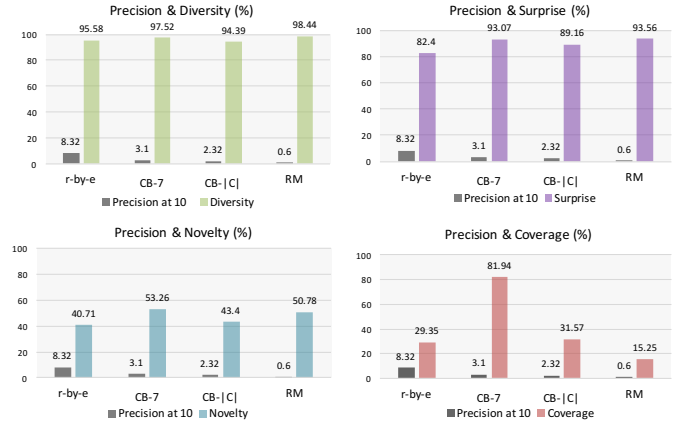 Precision & Diversity (%)
100
80
60
40
20
0
95.58
97.52
94.39
98.44
8.32
3.1
2.32
0.6
r-by-e
CB-7
CB-|C|
RM
Precision at 10
Diversity
Precision & Surprise (%)
100
80
60
40
20
0
82.4
93.07
89.16
93.56
8.32
3.1
2.32
0.6
r-by-e
CB-7
CB-|C|
RM
Precision at 10
Surprise
Precision & Novelty (%)
100
80
60
40
20
0
40.71
53.26
43.4
50.78
8.32
3.1
2.32
0.6
r-by-e
CB-7
CB-|C|
RM
Precision at 10
Novelty
Precision & Coverage (%)
100
80
60
40
20
0
29.35
81.94
31.57
15.25
8.32
3.1
2.32
0.6
r-by-e
CB-7
CB-|C|
RM
Precision at 10
Coverage